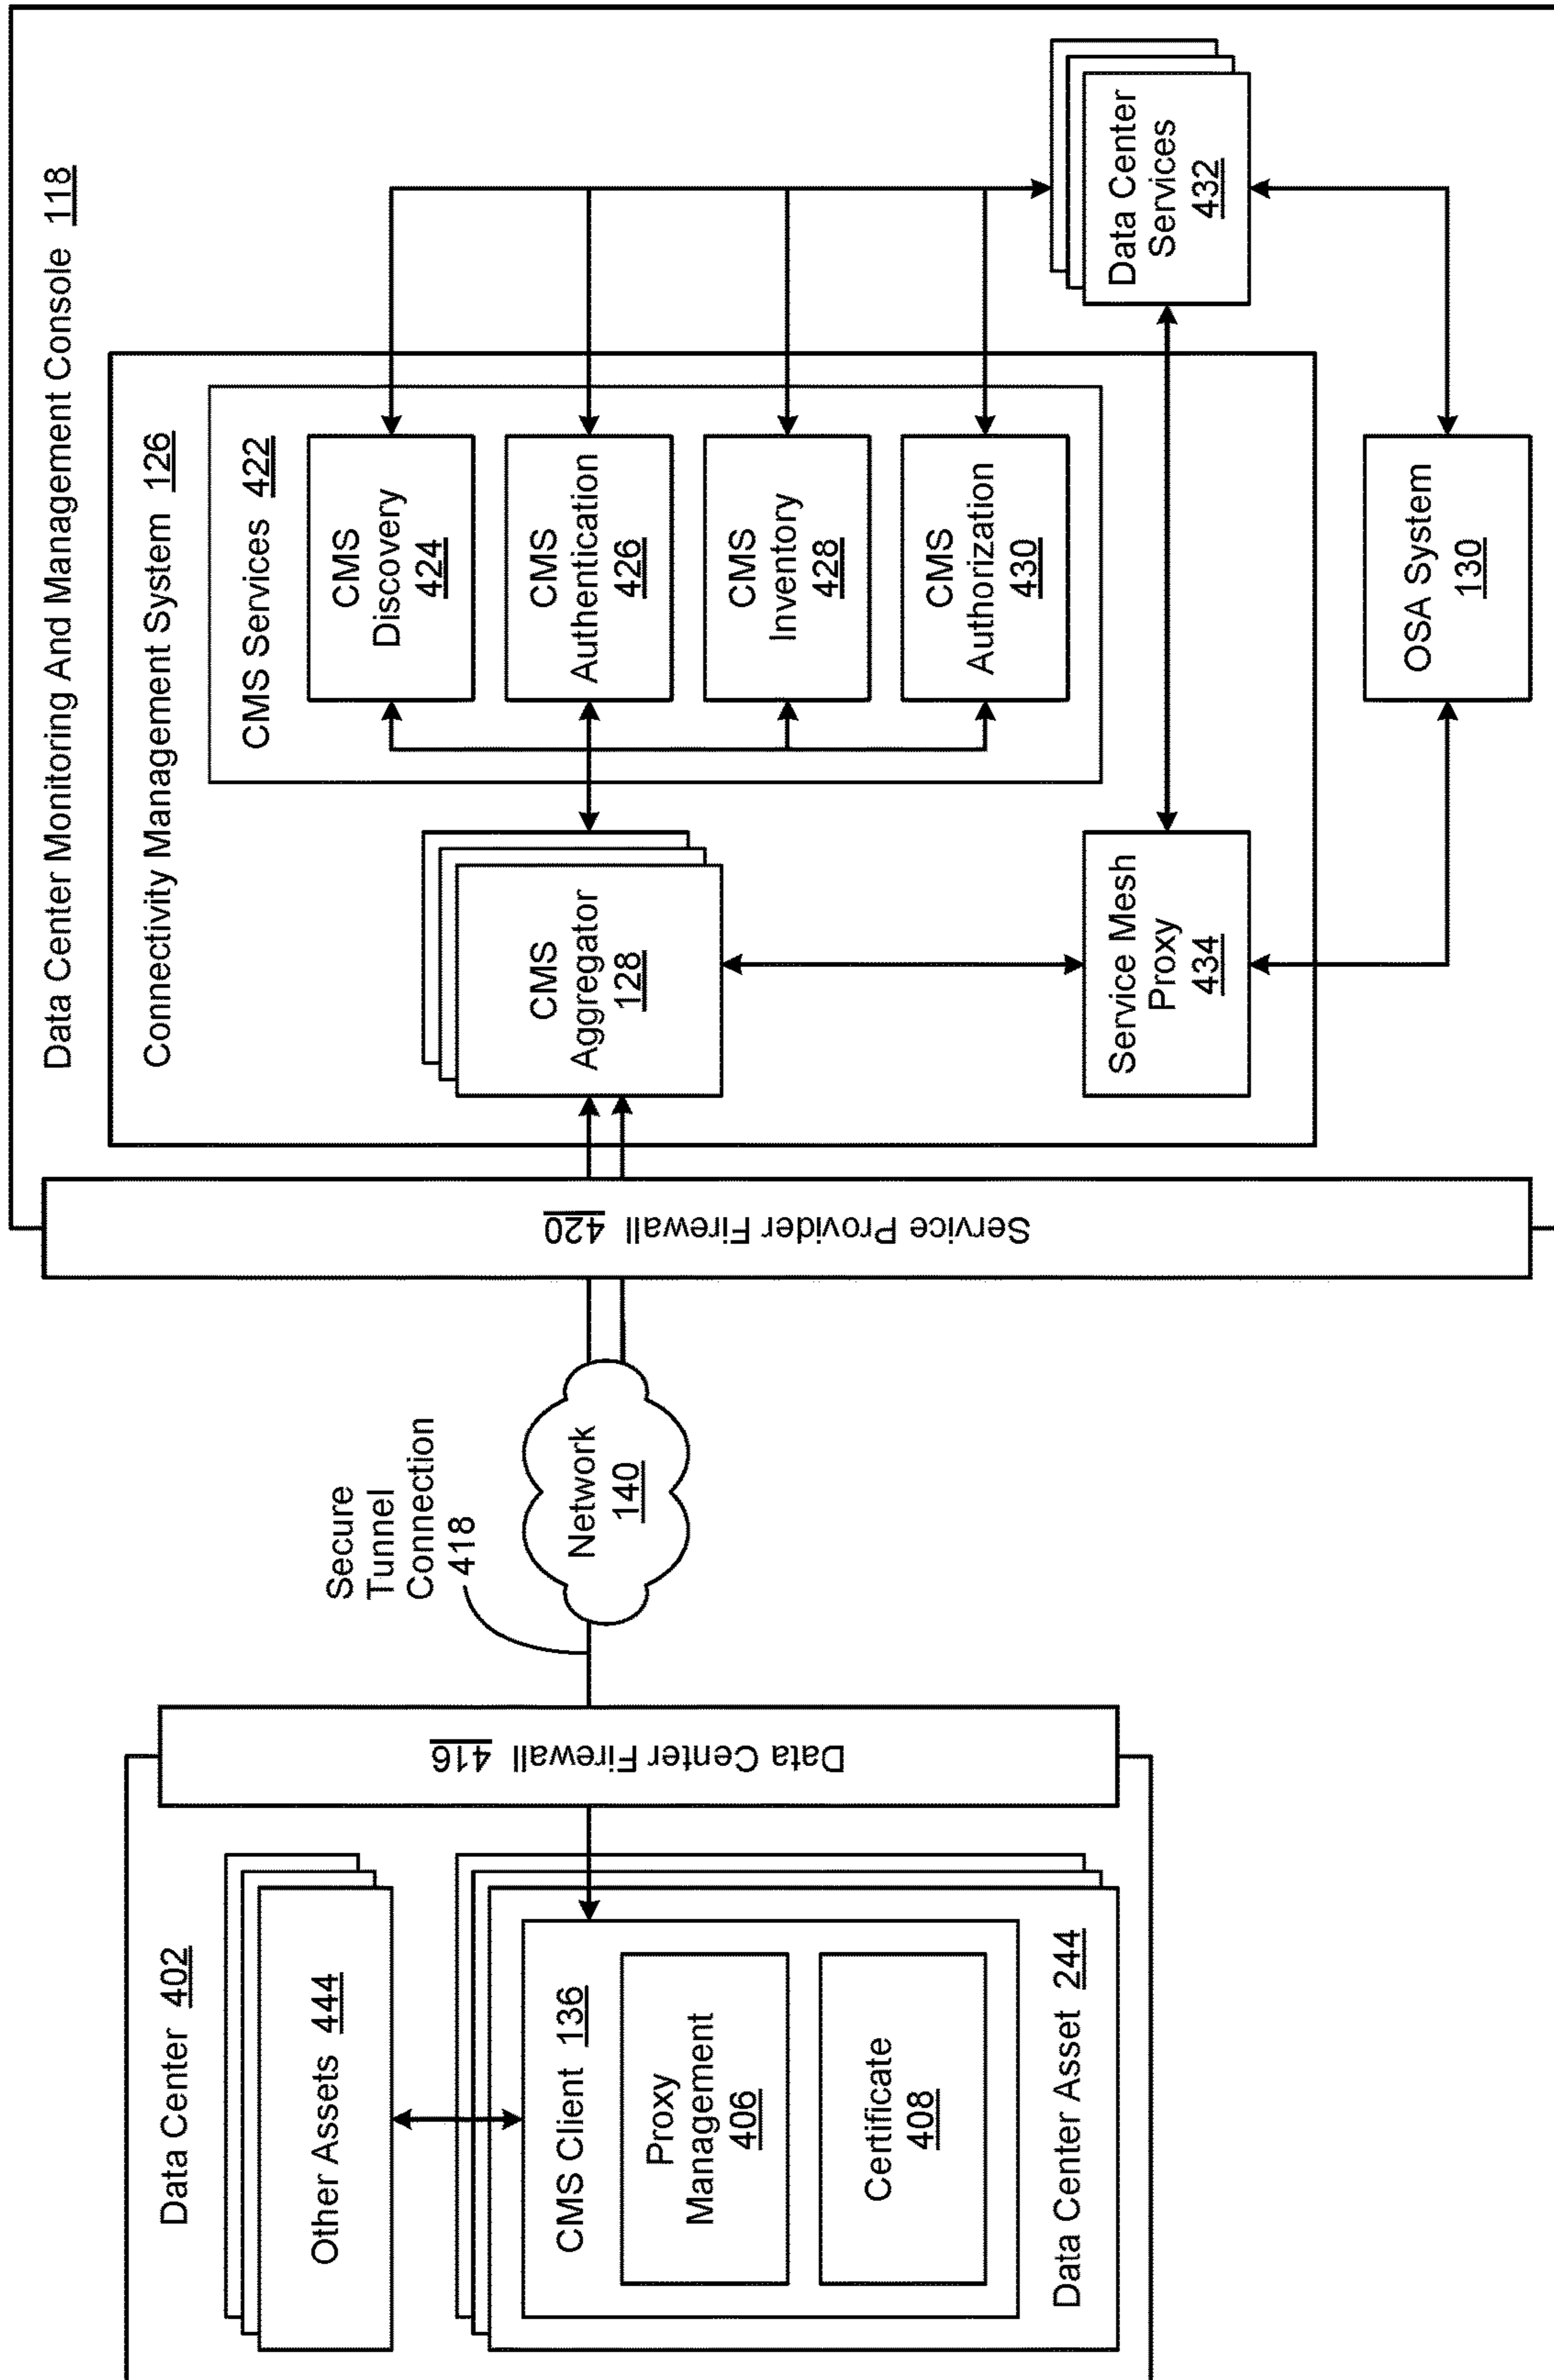 Data Center 402
Other Assets 444
CMS Client 136
Proxy
Management
406
Certificate
408
Data Center Asset 244
Data Center Firewall 416
Secure
Tunnel
Connection
418
Network
140
Service Provider Firewall 420
Data Center Monitoring And Management Console 118
Connectivity Management System 126
CMS Services 422
CMS
Aggregator
128
CMS
Discovery
424
CMS
Authentication
426
CMS
Inventory
428
CMS
Authorization
430
Service Mesh
Proxy
434
Data Center
Services
432
OSA System
130